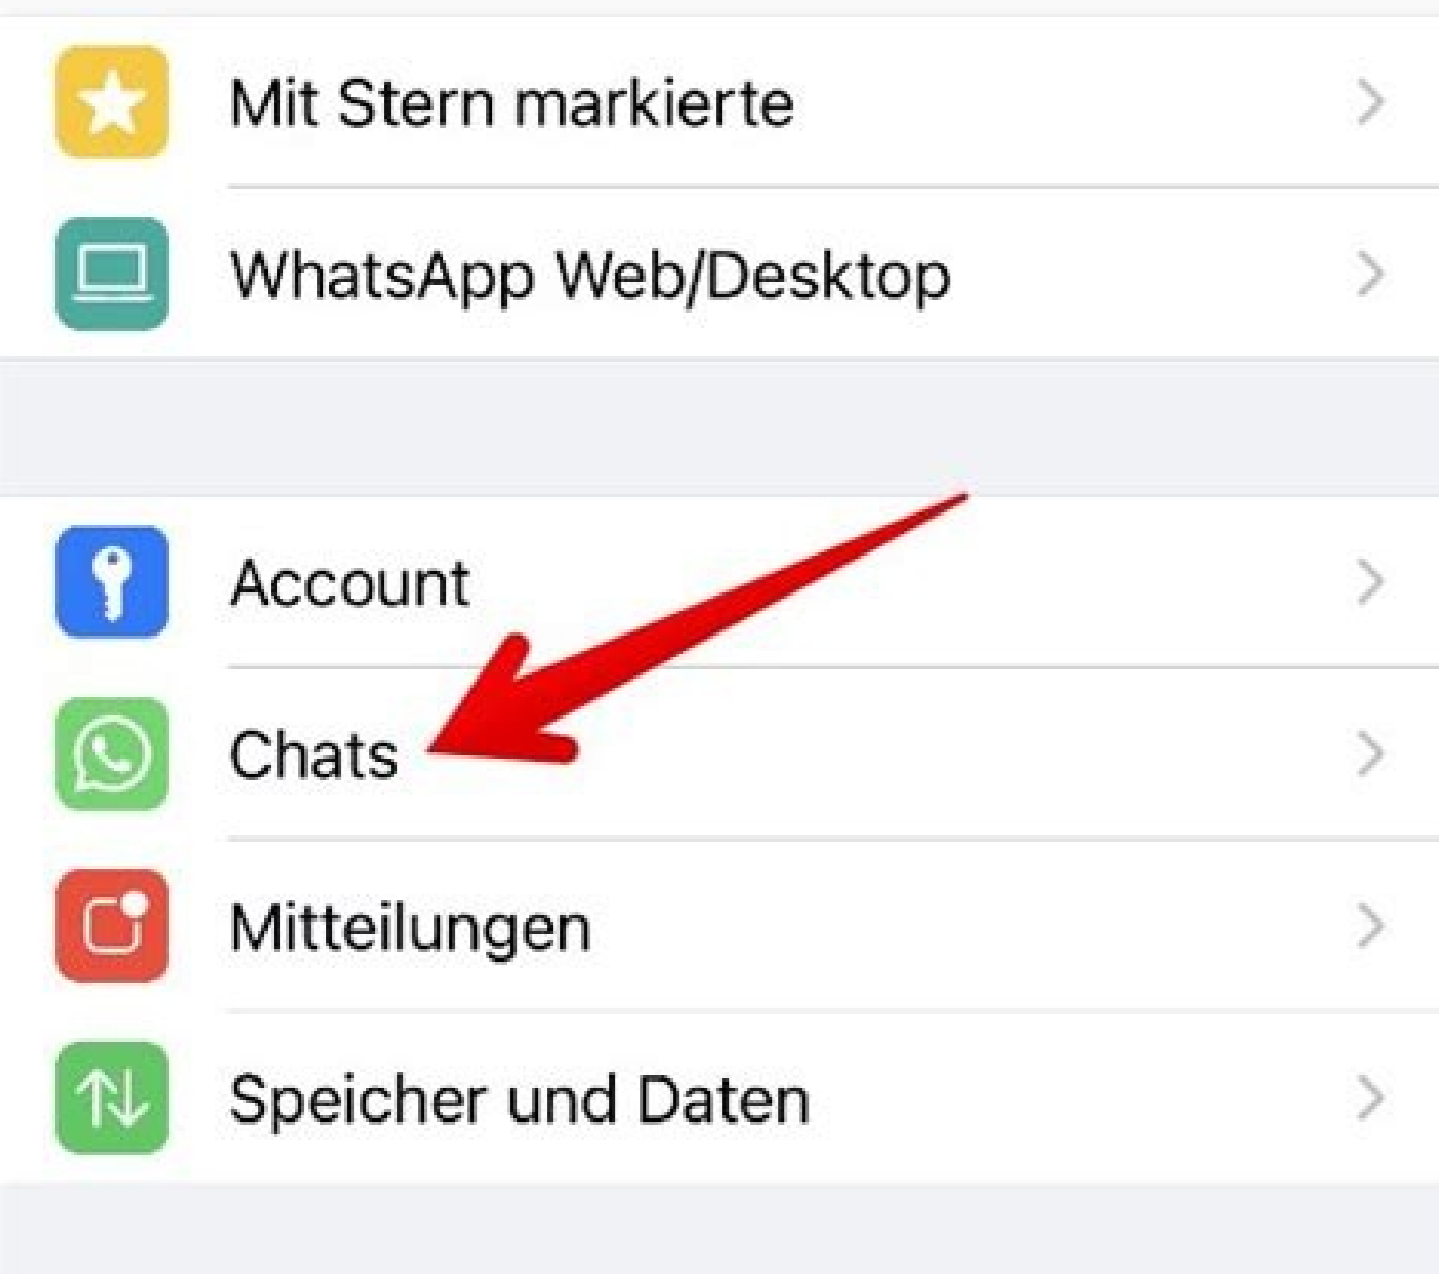 Mit Stern markierte
WhatsApp Web/Desktop
Account
Chats
Mitteilungen
Speicher und Daten